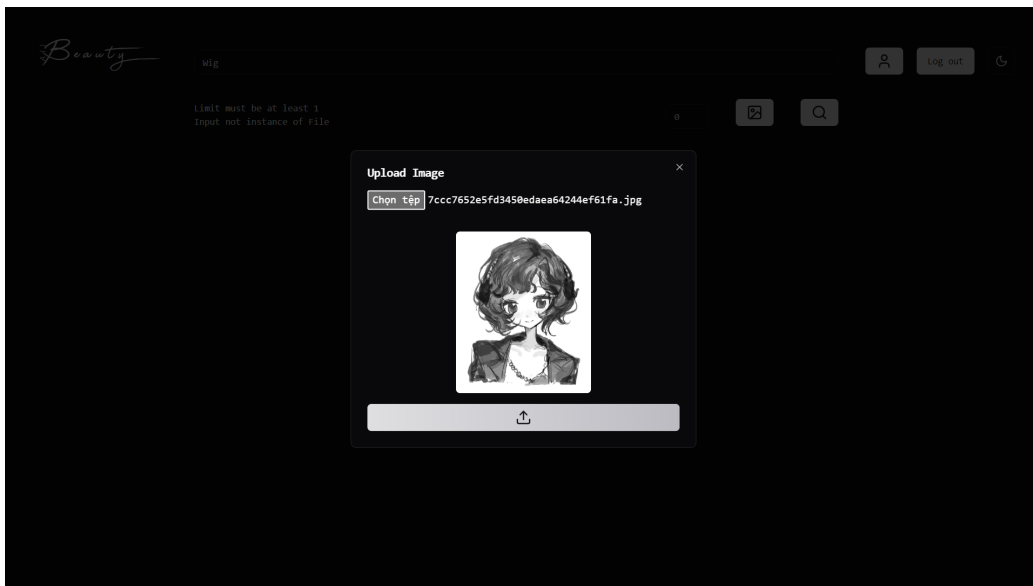 Beauty
Wig
Log out
Limit must be at least 1
Input not instance of File
0
Upload Image
Chọn tệp 7ccc7652e5fd3450edaea64244ef61fa.jpg